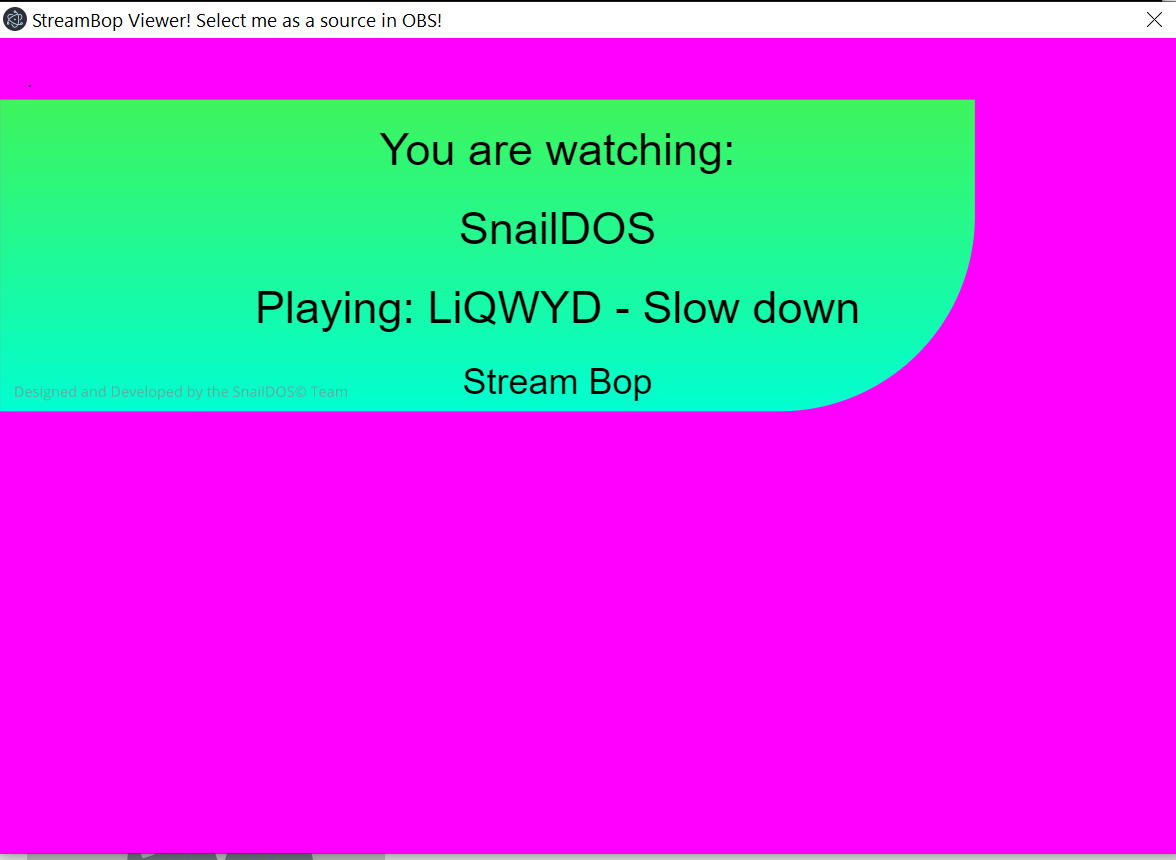 StreamBop Viewer! Select me as a source in OBS!
.
You are watching:
SnailDOS
Playing: LiQWYD - Slow down
Stream Bop
Designed and Developed by the SnailDOS© Team